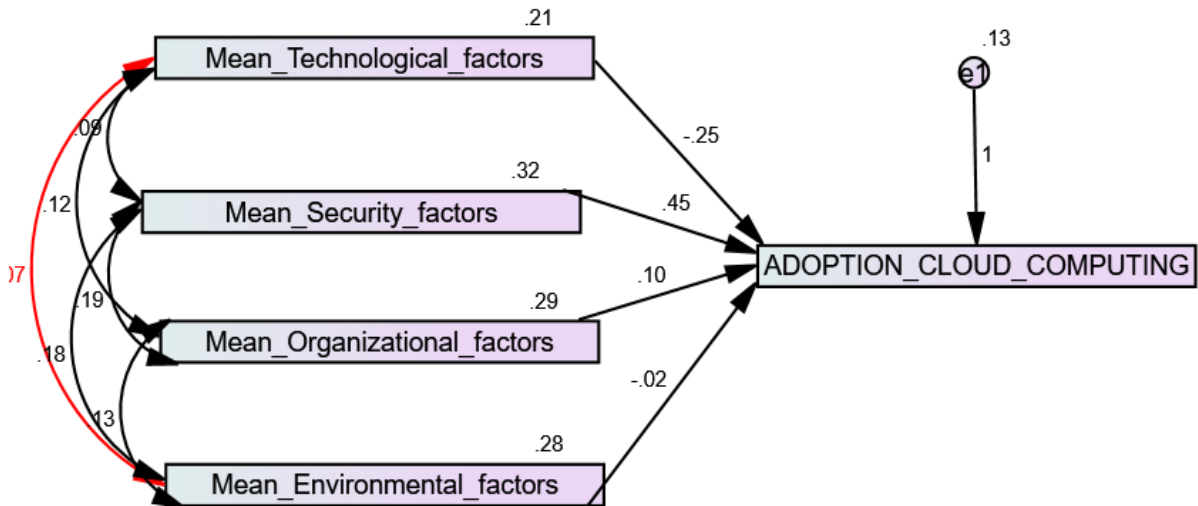 .21
Mean_Technological_factors
.13
e1
.09
-.25
1
.32
.12
Mean_Security_factors
.45
ADOPTION_CLOUD_COMPUTING
07
.10
.19
.29
Mean_Organizational_factors
.18
-.02
13
.28
Mean_Environmental_factors